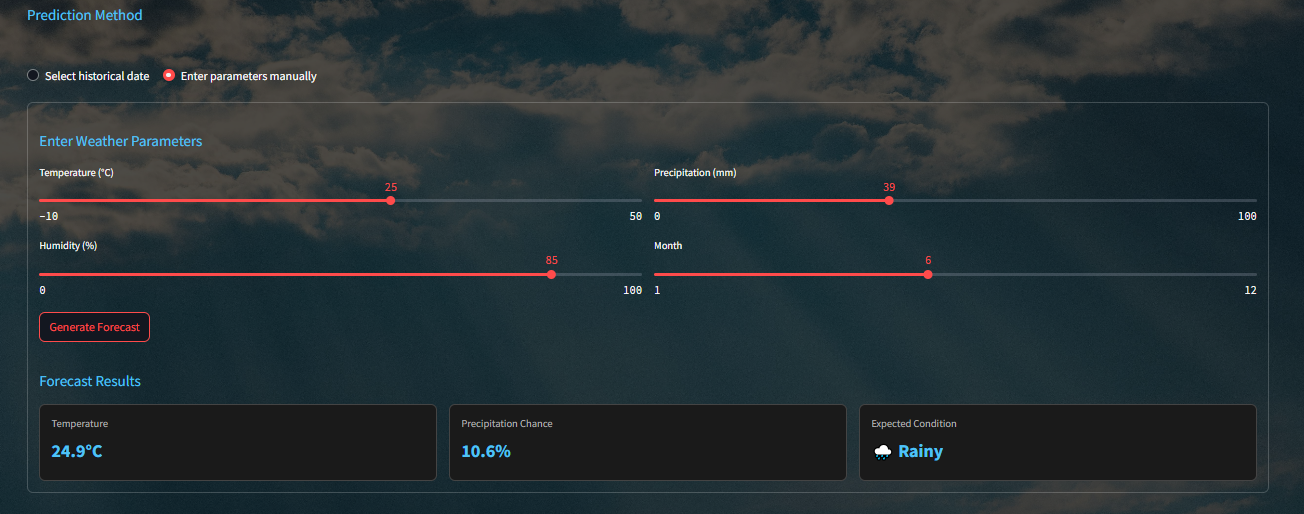 Prediction Method
Select historical date Enter parameters manually
Enter Weather Parameters
Temperature (°C)
25
−10 50
Precipitation (mm)
39
0 100
Humidity (%)
85
0 100
Month
6
1 12
Generate Forecast
Forecast Results
Temperature
24.9°C
Precipitation Chance
10.6%
Expected Condition
Rainy